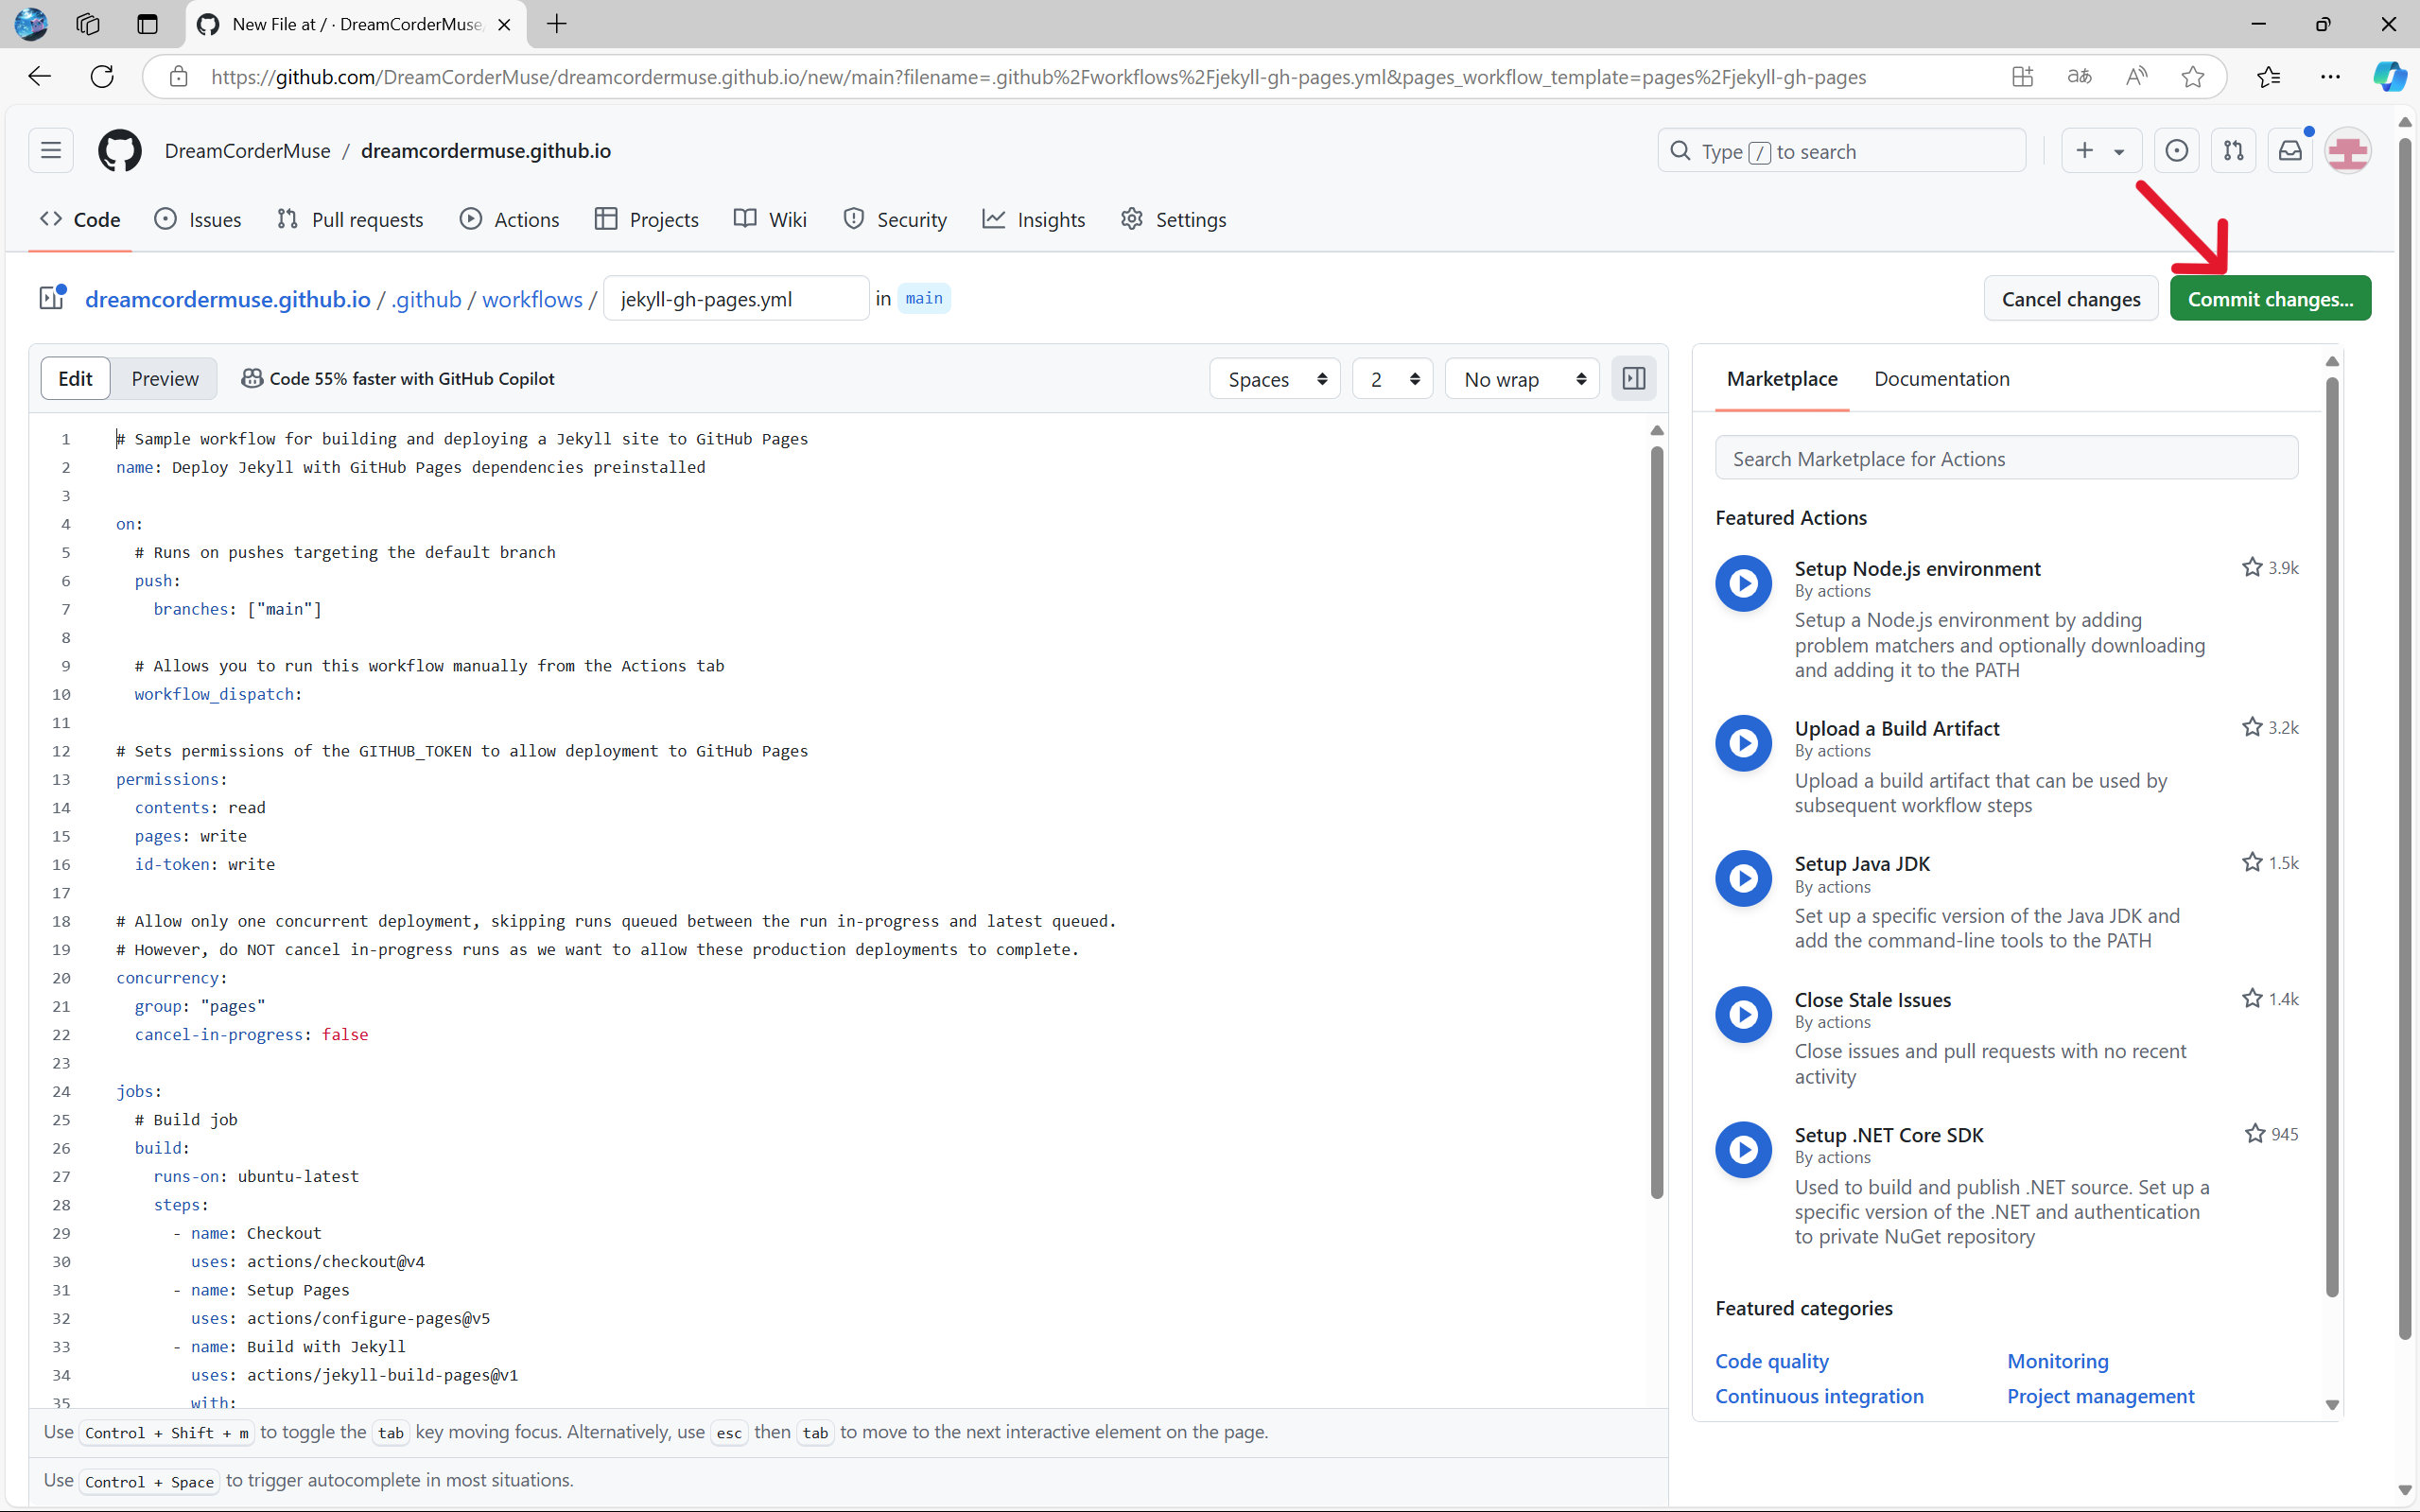 New File at / · DreamCorderMuse/
https://github.com/DreamCorderMuse/dreamcordermuse.github.io/new/main?filename=.github%2Fworkflows%2Fjekyll-gh-pages.yml&pages_workflow_template=pages%2Fjekyll-gh-pages
DreamCorderMuse / dreamcordermuse.github.io
Type / to search
Code Issues Pull requests Actions Projects Wiki Security Insights Settings
dreamcordermuse.github.io / .github / workflows / jekyll-gh-pages.yml in main
Cancel changes Commit changes...
Edit Preview Code 55% faster with GitHub Copilot
Spaces 2 No wrap
1 # Sample workflow for building and deploying a Jekyll site to GitHub Pages
2 name: Deploy Jekyll with GitHub Pages dependencies preinstalled
3
4 on:
5 # Runs on pushes targeting the default branch
6 push:
7 branches: ["main"]
8
9 # Allows you to run this workflow manually from the Actions tab
10 workflow_dispatch:
11
12 # Sets permissions of the GITHUB_TOKEN to allow deployment to GitHub Pages
13 permissions:
14 contents: read
15 pages: write
16 id-token: write
17
18 # Allow only one concurrent deployment, skipping runs queued between the run in-progress and latest queued.
19 # However, do NOT cancel in-progress runs as we want to allow these production deployments to complete.
20 concurrency:
21 group: "pages"
22 cancel-in-progress: false
23
24 jobs:
25 # Build job
26 build:
27 runs-on: ubuntu-latest
28 steps:
29 - name: Checkout
30 uses: actions/checkout@v4
31 - name: Setup Pages
32 uses: actions/configure-pages@v5
33 - name: Build with Jekyll
34 uses: actions/jekyll-build-pages@v1
35 with:
Use Control + Shift + m to toggle the tab key moving focus. Alternatively, use esc then tab to move to the next interactive element on the page.
Use Control + Space to trigger autocomplete in most situations.
Marketplace Documentation
Search Marketplace for Actions
Featured Actions
Setup Node.js environment 3.9k
By actions
Setup a Node.js environment by adding
problem matchers and optionally downloading
and adding it to the PATH
Upload a Build Artifact 3.2k
By actions
Upload a build artifact that can be used by
subsequent workflow steps
Setup Java JDK 1.5k
By actions
Set up a specific version of the Java JDK and
add the command-line tools to the PATH
Close Stale Issues 1.4k
By actions
Close issues and pull requests with no recent
activity
Setup .NET Core SDK 945
By actions
Used to build and publish .NET source. Set up a
specific version of the .NET and authentication
to private NuGet repository
Featured categories
Code quality Monitoring
Continuous integration Project management